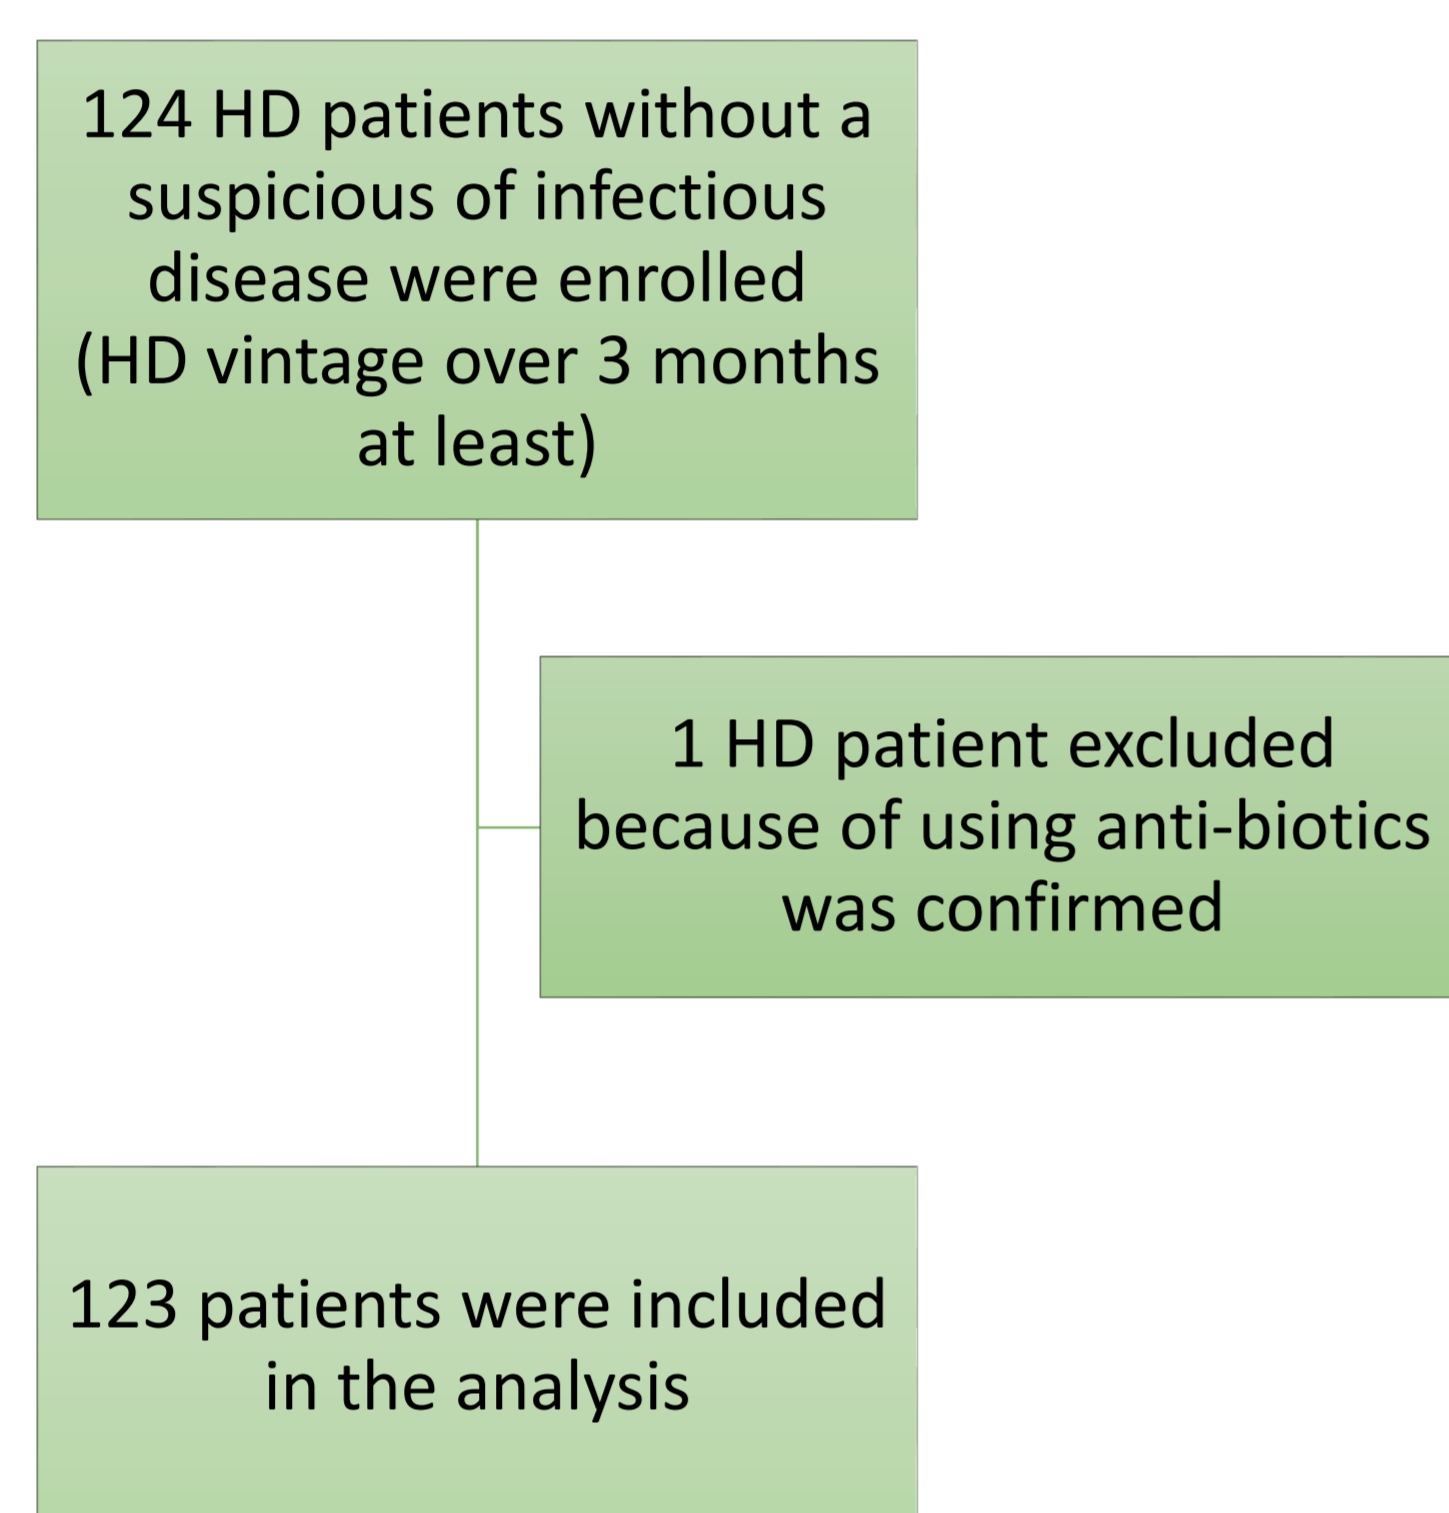 124 HD patients without a
suspicious of infectious
disease were enrolled
(HD vintage over 3 months
at least)
1 HD patient excluded
because of using anti-biotics
was confirmed
123 patients were included
in the analysis